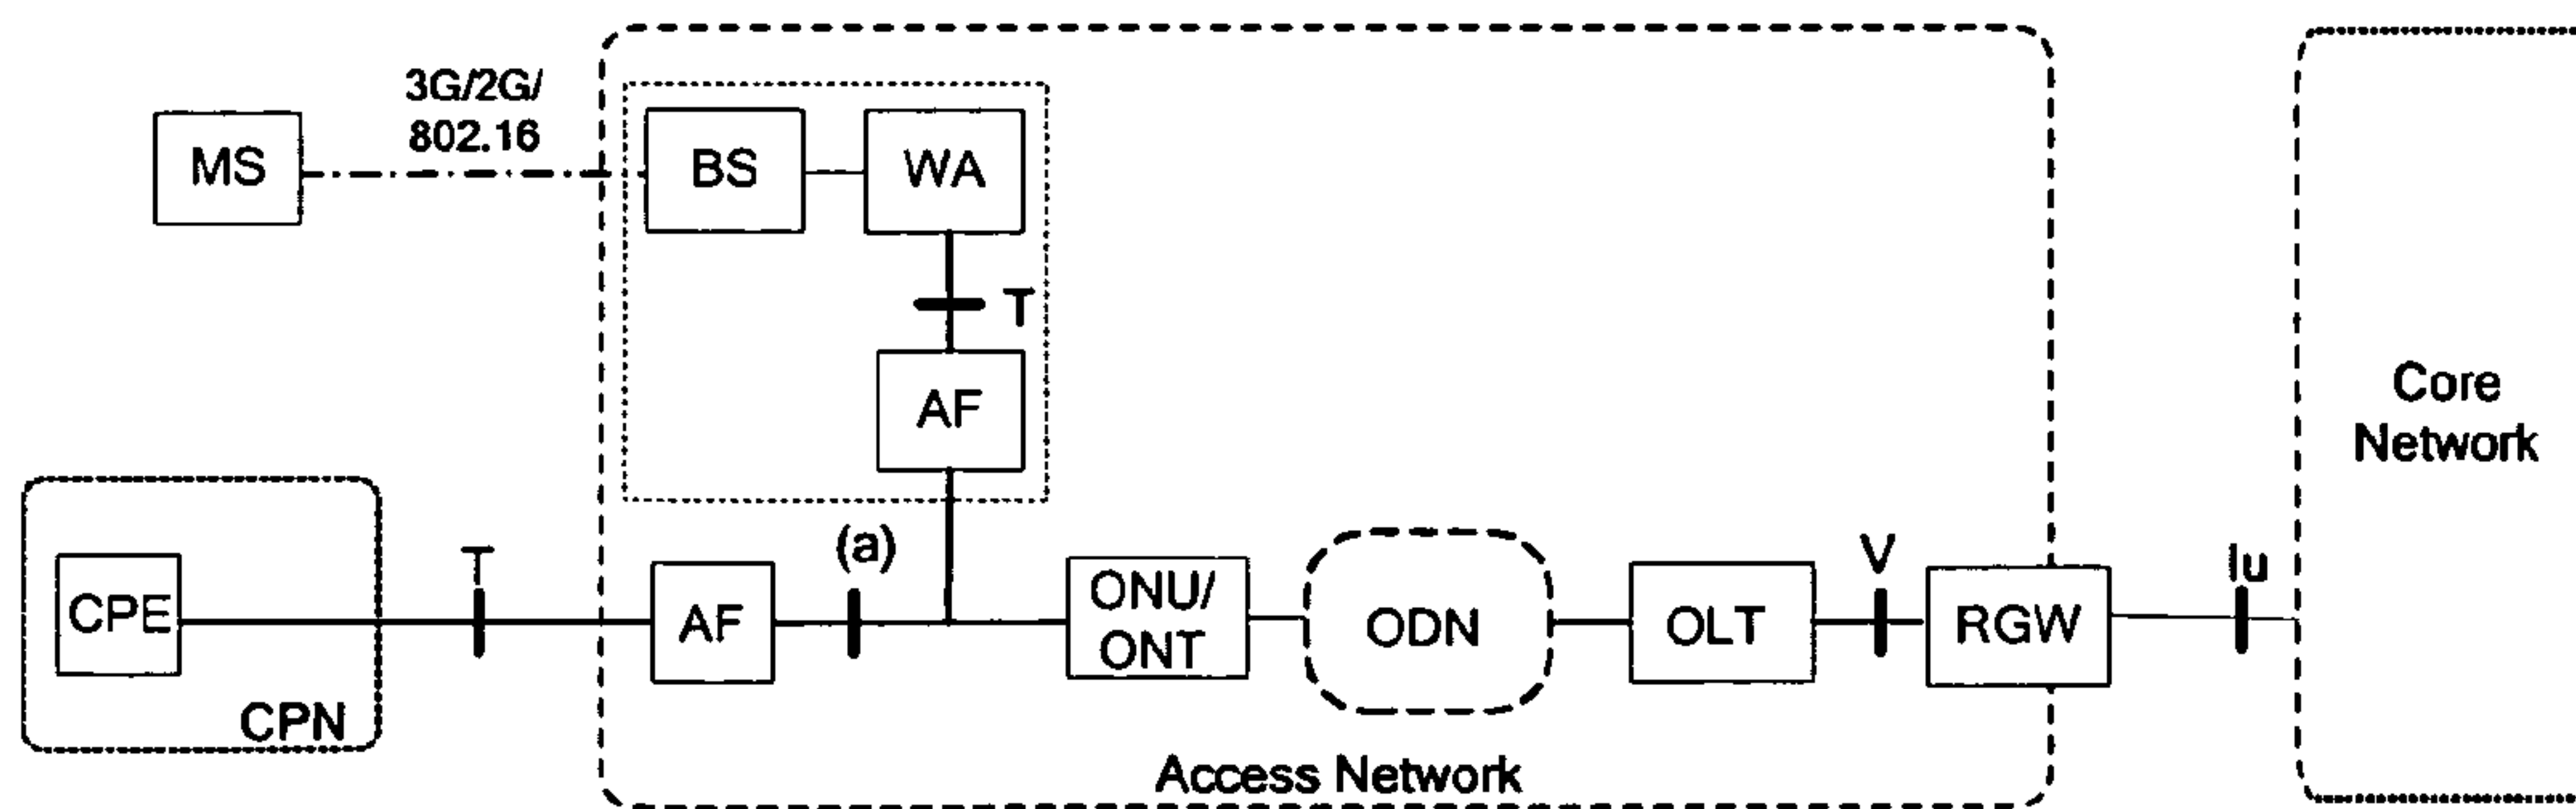 3G/2G/
802.16
MS
BS
WA
T
AF
Core
Network
(a)
T
CPE
CPN
AF
ONU/
ONT
ODN
OLT
V
RGW
Iu
Access Network